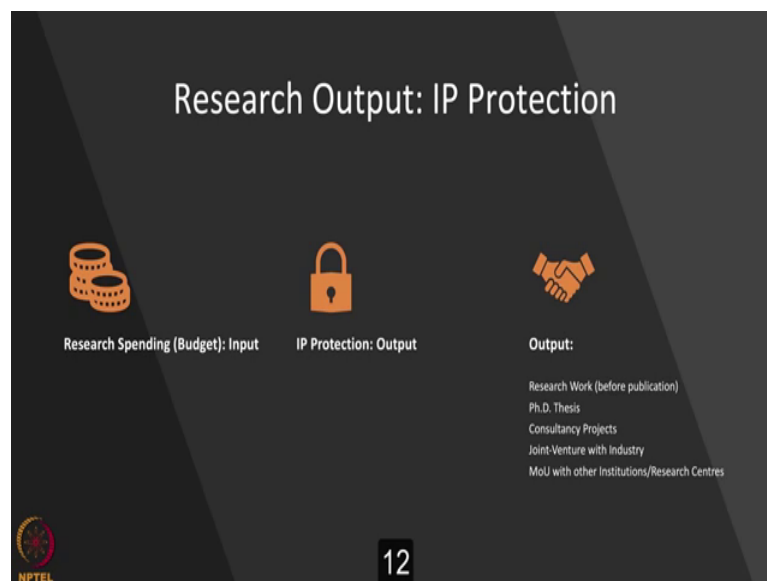 Research Output: IP Protection
Research Spending (Budget): Input
IP Protection: Output
Output:
Research Work (before publication)
Ph.D. Thesis
Consultancy Projects
Joint-Venture with Industry
MoU with other Institutions/Research Centres
NPTEL
12